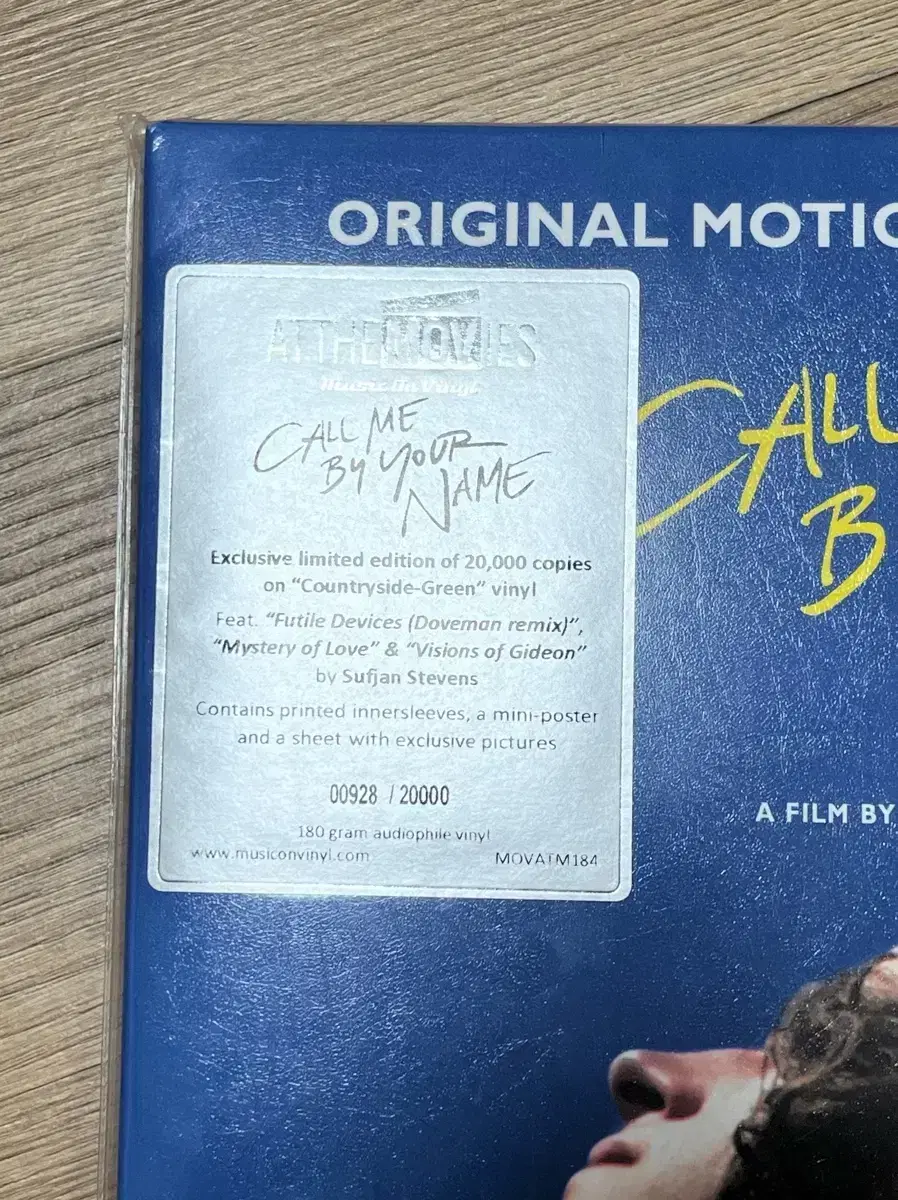 ORIGINAL MOTIC
ATTHEMOVIES
Music On Vinyl
CALL ME
BY YOUR
NAME
Exclusive limited edition of 20,000 copies
on "Countryside-Green" vinyl
Feat. "Futile Devices (Doveman remix)",
"Mystery of Love" & "Visions of Gideon"
by Sufjan Stevens
Contains printed innersleeves, a mini-poster
and a sheet with exclusive pictures
00928 / 20000
180 gram audiophile vinyl
www.musiconvinyl.com MOVATM184
CALL
B
A FILM BY